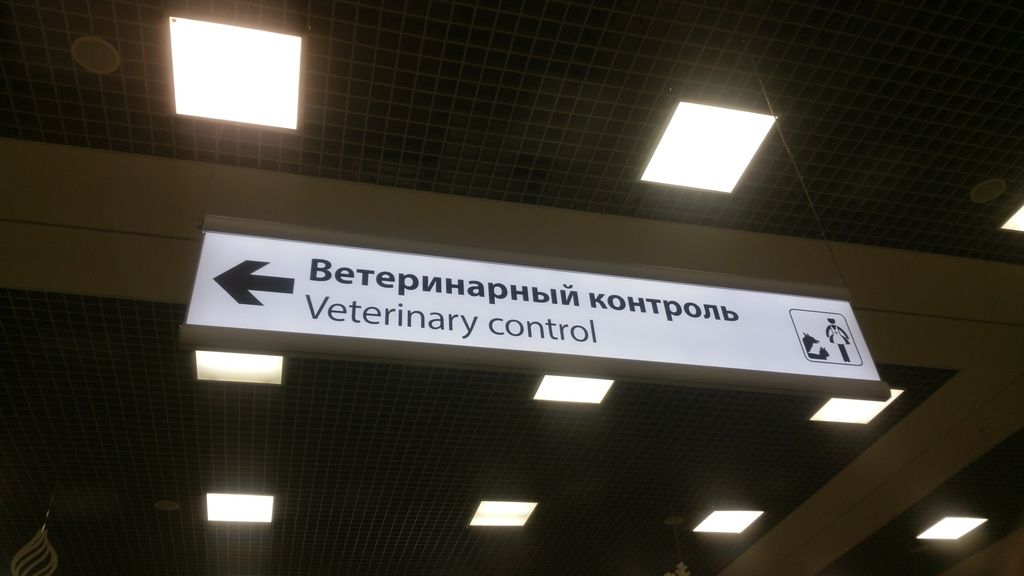 Ветеринарный контроль
Veterinary control